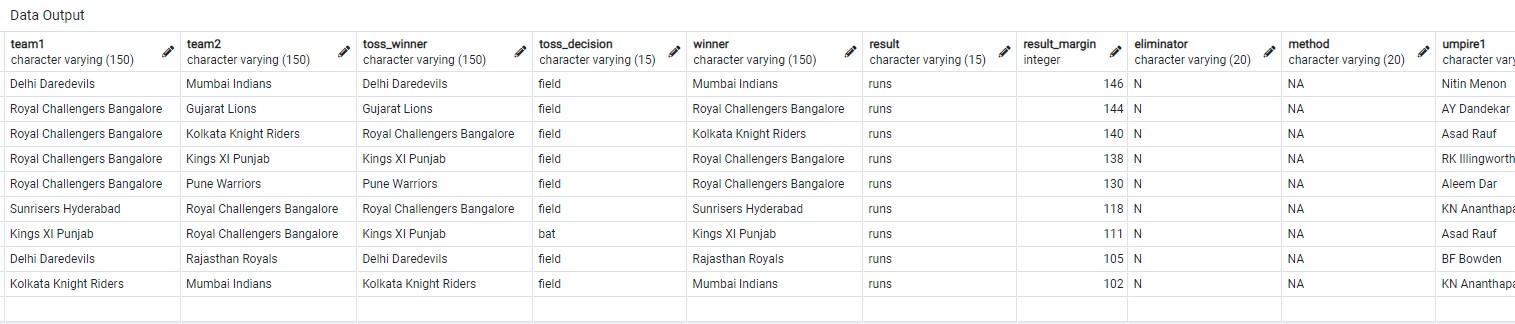 Data Output
team1 team2 toss_winner toss_decision winner result result_margin eliminator method umpire1
character varying (150) character varying (150) character varying (150) character varying (15) character varying (150) character varying (15) integer character varying (20) character varying (20) character vary
Delhi Daredevils Mumbai Indians Delhi Daredevils field Mumbai Indians runs 146 N NA Nitin Menon
Royal Challengers Bangalore Gujarat Lions Gujarat Lions field Royal Challengers Bangalore runs 144 N NA AY Dandekar
Royal Challengers Bangalore Kolkata Knight Riders Royal Challengers Bangalore field Kolkata Knight Riders runs 140 N NA Asad Rauf
Royal Challengers Bangalore Kings XI Punjab Kings XI Punjab field Royal Challengers Bangalore runs 138 N NA RK Illingworth
Royal Challengers Bangalore Pune Warriors Pune Warriors field Royal Challengers Bangalore runs 130 N NA Aleem Dar
Sunrisers Hyderabad Royal Challengers Bangalore Royal Challengers Bangalore field Sunrisers Hyderabad runs 118 N NA KN Ananthapa
Kings XI Punjab Royal Challengers Bangalore Kings XI Punjab bat Kings XI Punjab runs 111 N NA Asad Rauf
Delhi Daredevils Rajasthan Royals Delhi Daredevils field Rajasthan Royals runs 105 N NA BF Bowden
Kolkata Knight Riders Mumbai Indians Kolkata Knight Riders field Mumbai Indians runs 102 N NA KN Ananthapa